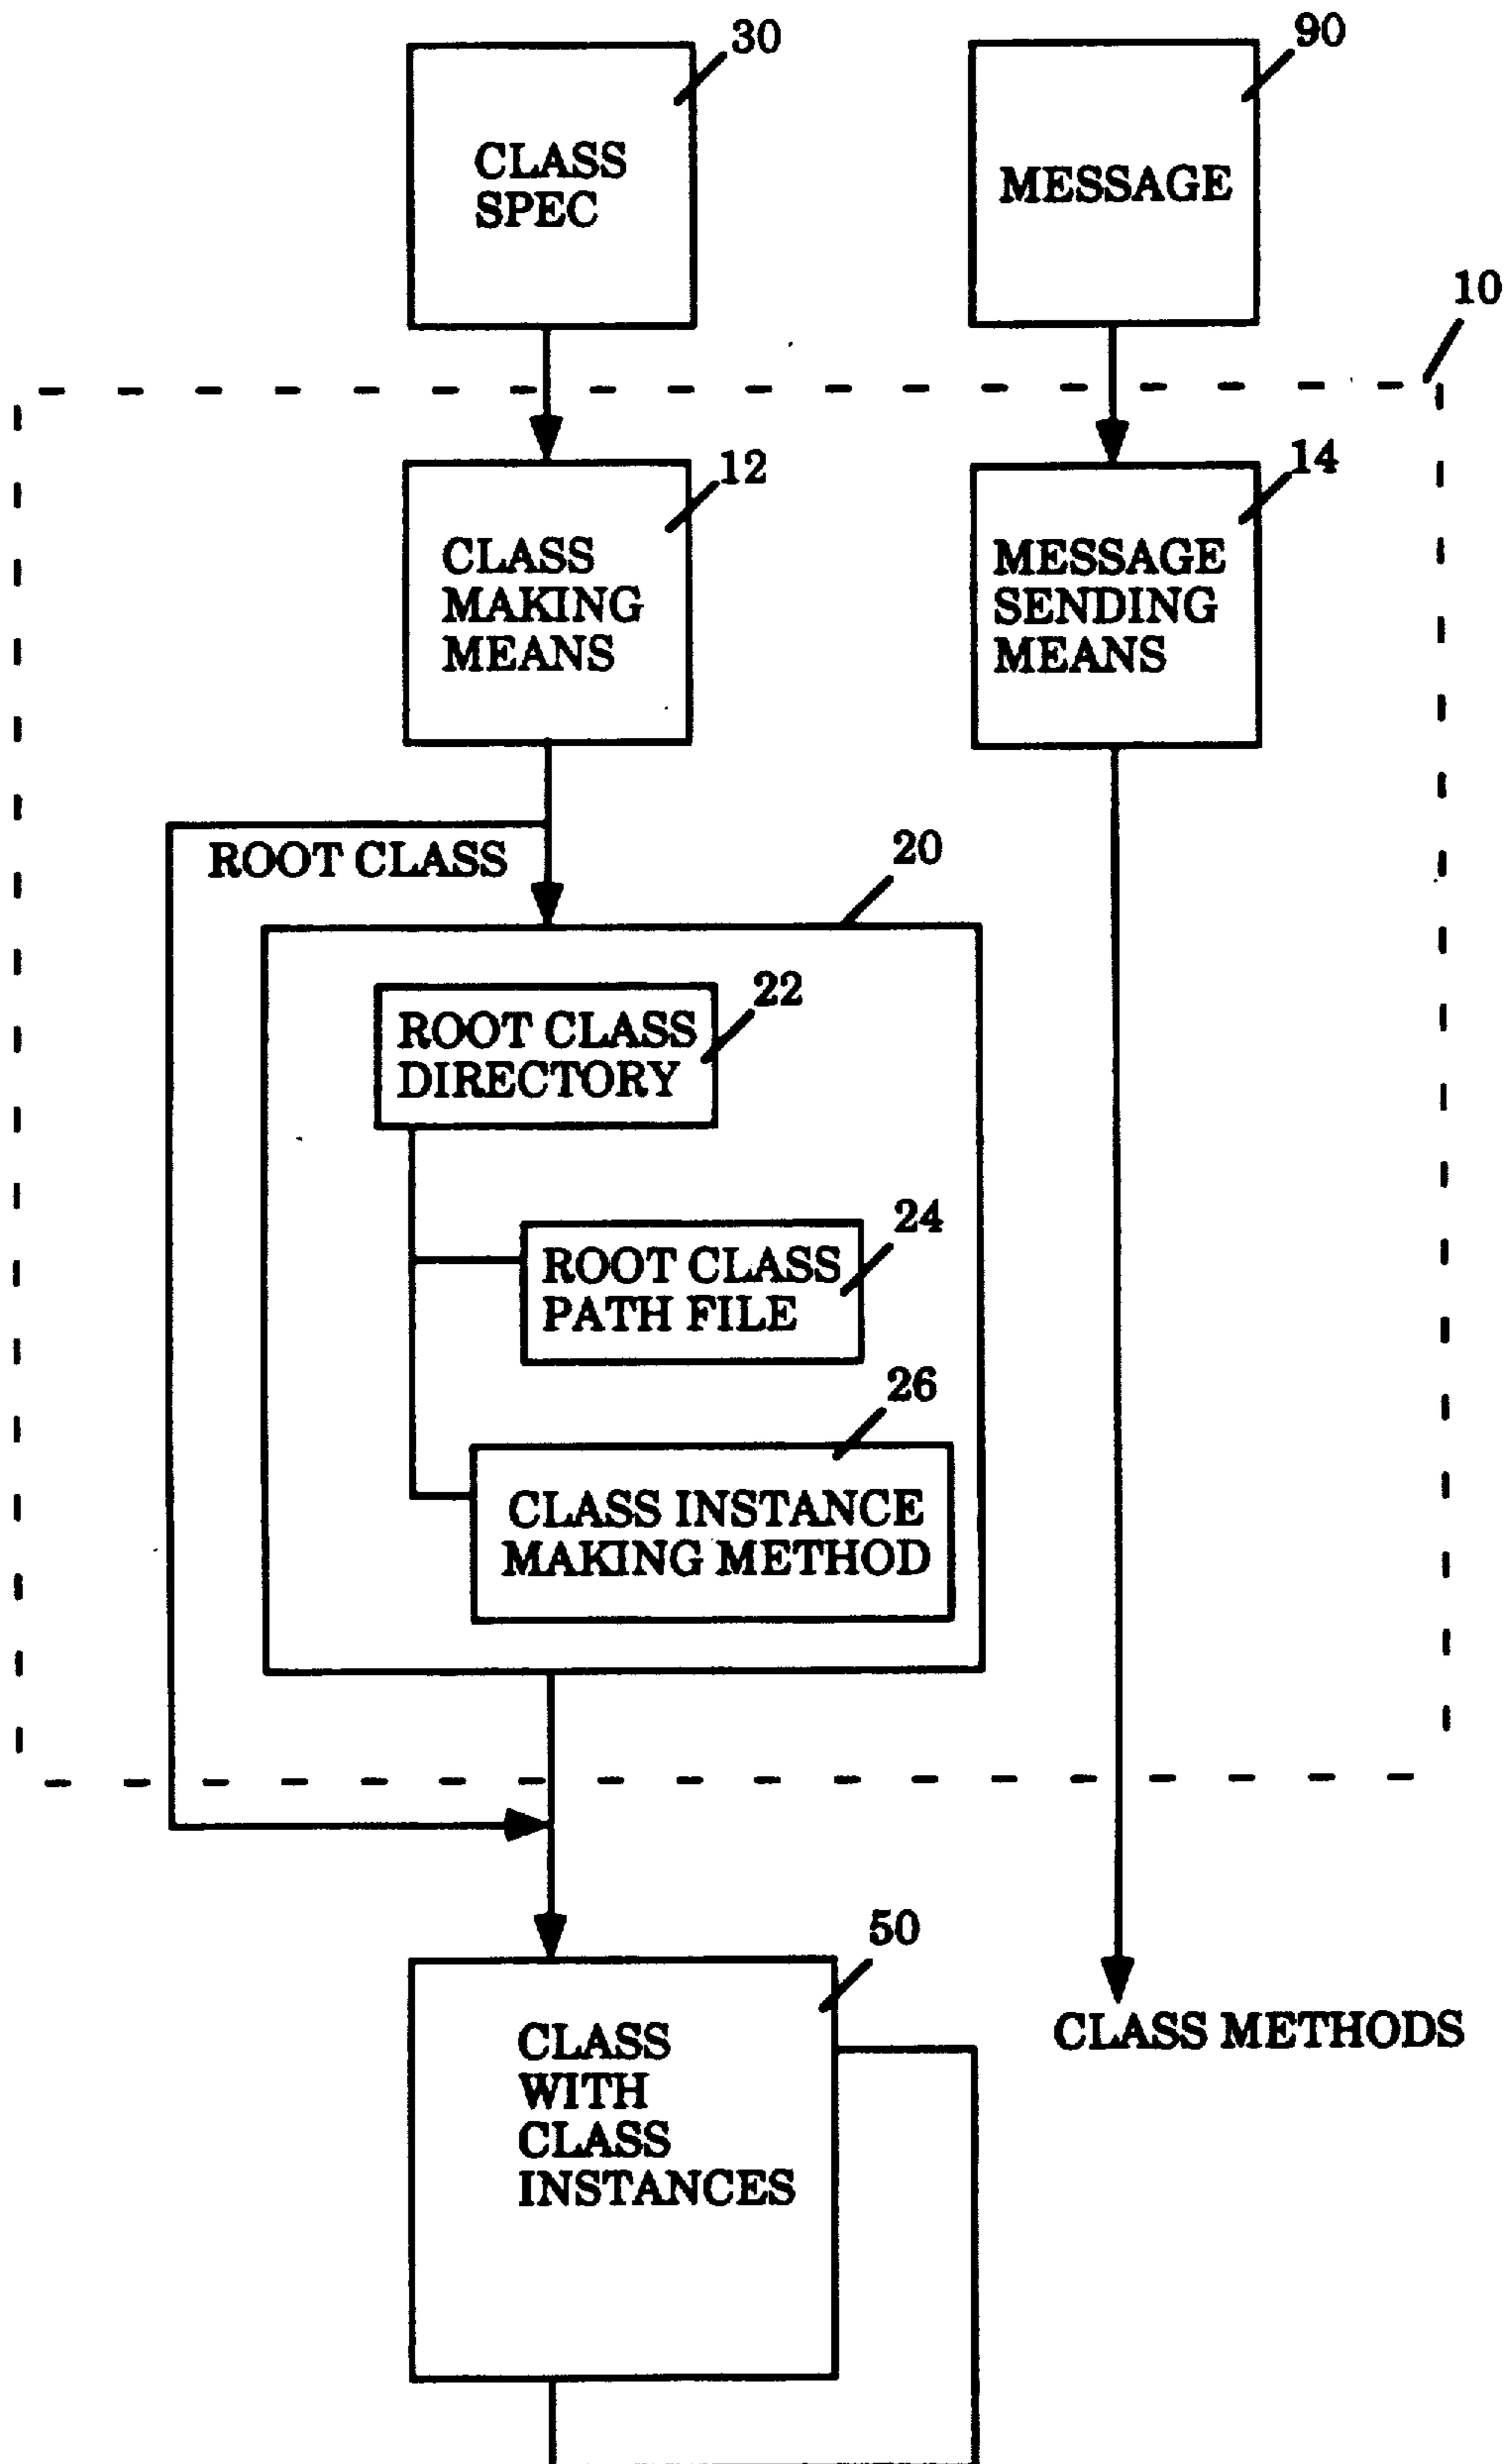 30
90
CLASS
SPEC
MESSAGE
10
12
14
CLASS
MAKING
MEANS
MESSAGE
SENDING
MEANS
ROOT CLASS
20
22
ROOT CLASS
DIRECTORY
24
ROOT CLASS
PATH FILE
26
CLASS INSTANCE
MAKING METHOD
50
CLASS
WITH
CLASS
INSTANCES
CLASS METHODS